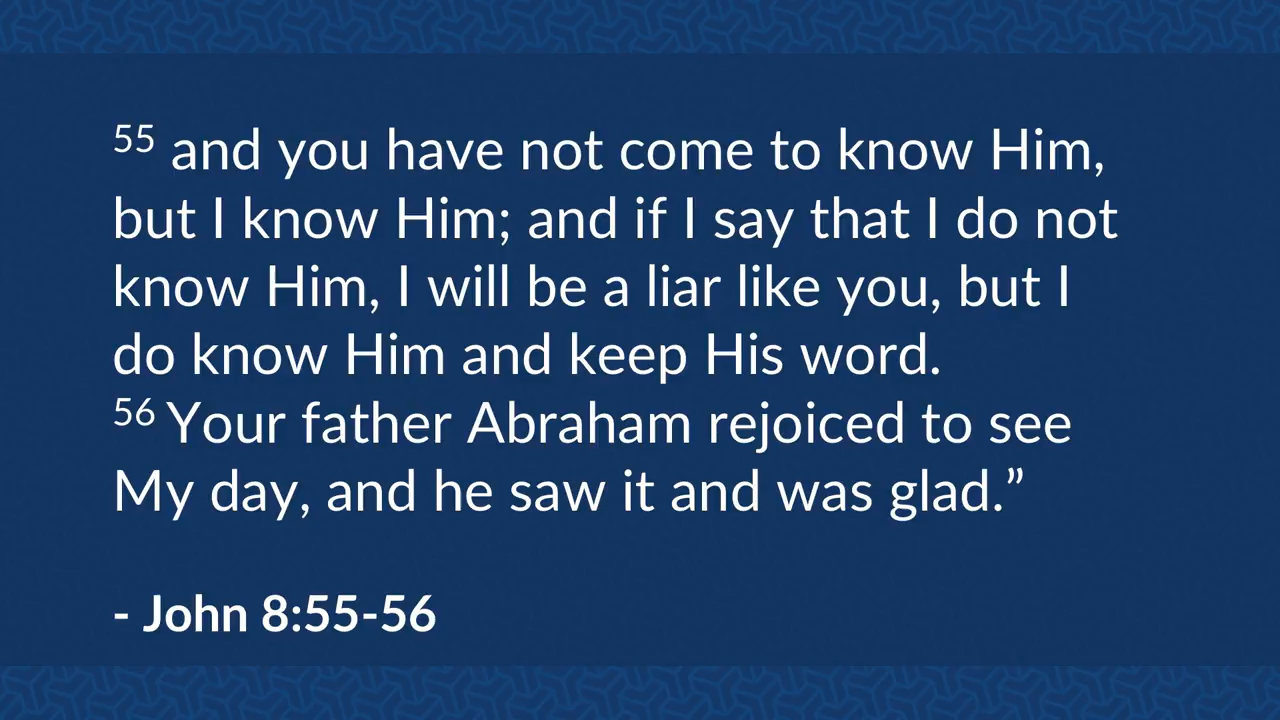 55 and you have not come to know Him,
but I know Him; and if I say that I do not
know Him, I will be a liar like you, but I
do know Him and keep His word.
56 Your father Abraham rejoiced to see
My day, and he saw it and was glad.”
- John 8:55-56